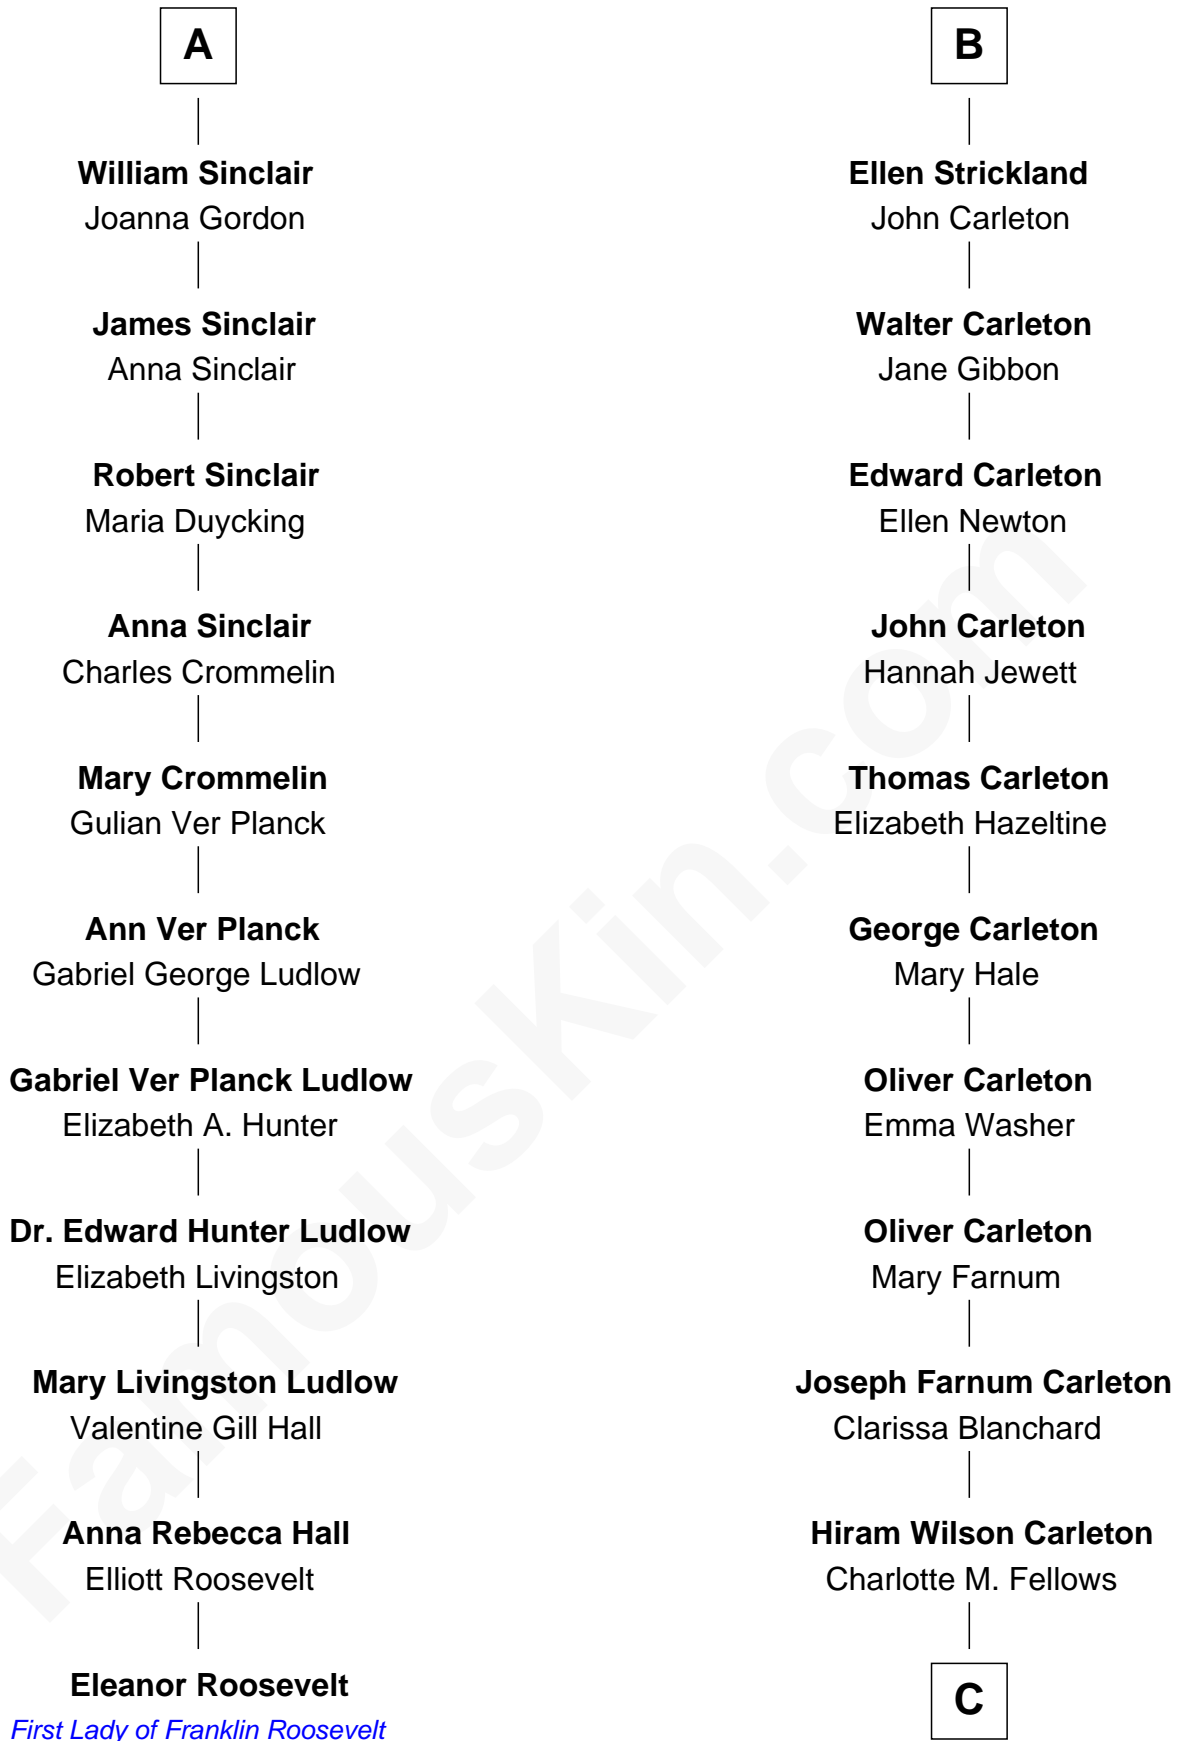 A
William Sinclair
Joanna Gordon
James Sinclair
Anna Sinclair
Robert Sinclair
Maria Duycking
Anna Sinclair
Charles Crommelin
Mary Crommelin
Gulian Ver Planck
Ann Ver Planck
Gabriel George Ludlow
Gabriel Ver Planck Ludlow
Elizabeth A. Hunter
Dr. Edward Hunter Ludlow
Elizabeth Livingston
Mary Livingston Ludlow
Valentine Gill Hall
Anna Rebecca Hall
Elliott Roosevelt
Eleanor Roosevelt
First Lady of Franklin Roosevelt
B
Ellen Strickland
John Carleton
Walter Carleton
Jane Gibbon
Edward Carleton
Ellen Newton
John Carleton
Hannah Jewett
Thomas Carleton
Elizabeth Hazeltine
George Carleton
Mary Hale
Oliver Carleton
Emma Washer
Oliver Carleton
Mary Farnum
Joseph Farnum Carleton
Clarissa Blanchard
Hiram Wilson Carleton
Charlotte M. Fellows
C
FamousKin.com